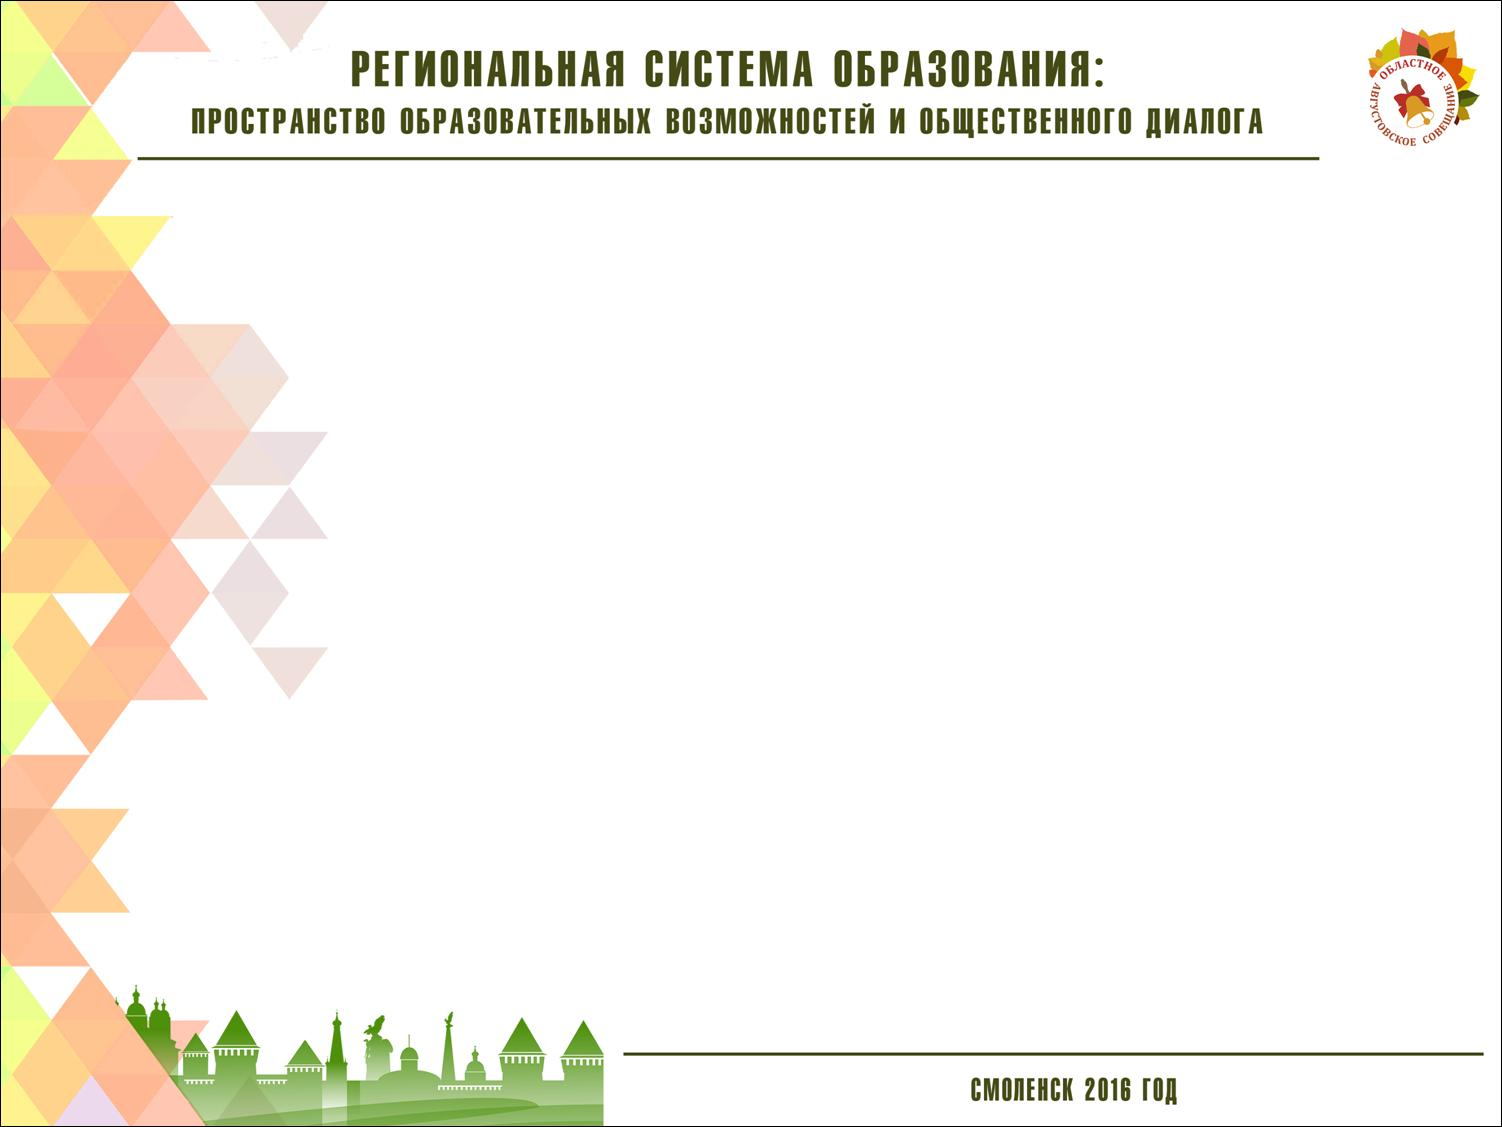 РЕГИОНАЛЬНАЯ СИСТЕМА ОБРАЗОВАНИЯ:
ПРОСТРАНСТВО ОБРАЗОВАТЕЛЬНЫХ ВОЗМОЖНОСТЕЙ И ОБЩЕСТВЕННОГО ДИАЛОГА
ОБЛАСТНОЕ
АВГУСТОВСКОЕ СОВЕЩАНИЕ
СМОЛЕНСК 2016 ГОД